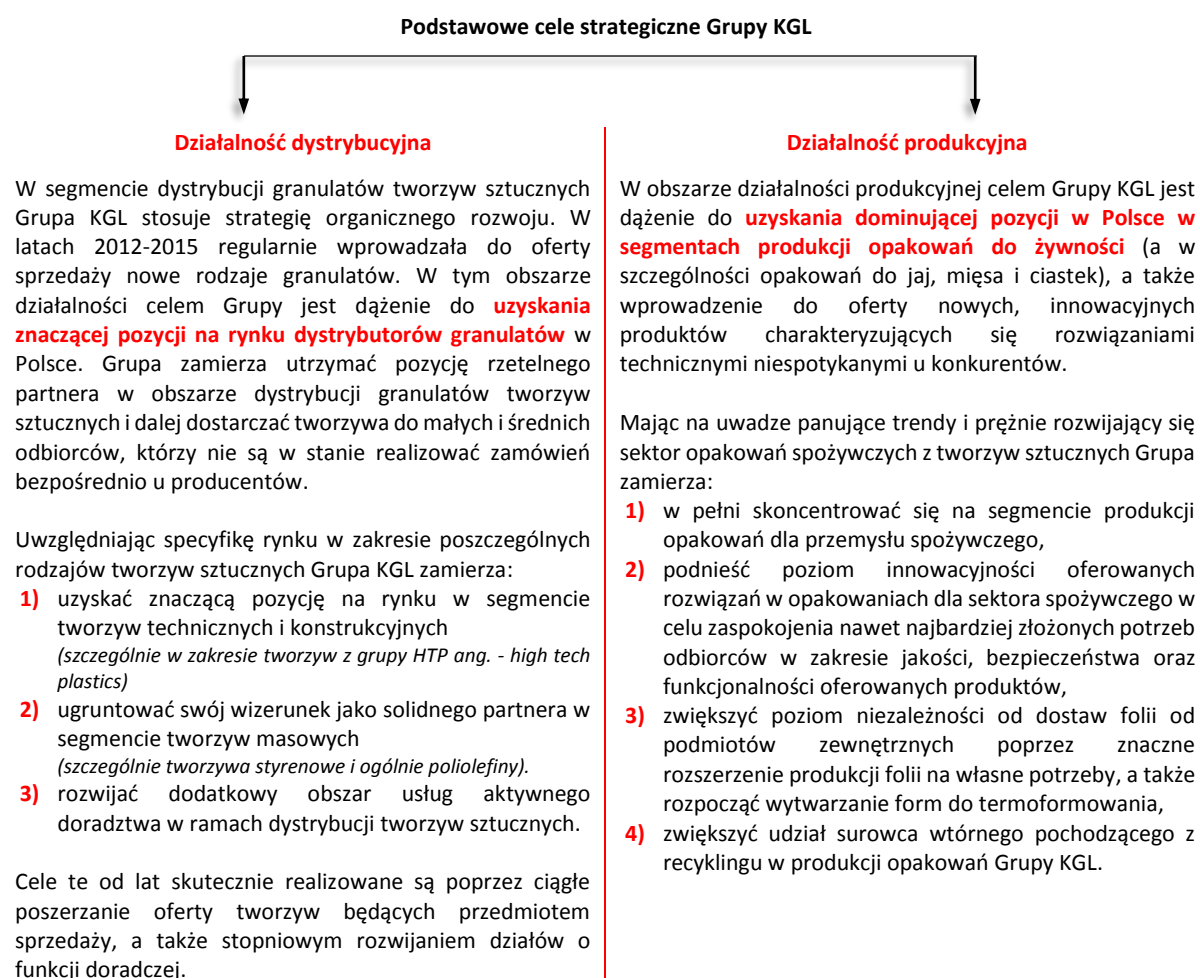 Podstawowe cele strategiczne Grupy KGL
Działalność dystrybucyjna
W segmencie dystrybucji granulatów tworzyw sztucznych
Grupa KGL stosuje strategię organicznego rozwoju. W
latach 2012-2015 regularnie wprowadzała do oferty
sprzedaży nowe rodzaje granulatów. W tym obszarze
działalności celem Grupy jest dążenie do uzyskania
znaczącej pozycji na rynku dystrybutorów granulatów w
Polsce. Grupa zamierza utrzymać pozycję rzetelnego
partnera w obszarze dystrybucji granulatów tworzyw
sztucznych i dalej dostarczać tworzywa do małych i średnich
odbiorców, którzy nie są w stanie realizować zamówień
bezpośrednio u producentów.
Uwzględniając specyfikę rynku w zakresie poszczególnych
rodzajów tworzyw sztucznych Grupa KGL zamierza:
1) uzyskać znaczącą pozycję na rynku w segmencie
tworzyw technicznych i konstrukcyjnych
(szczególnie w zakresie tworzyw z grupy HTP ang. - high tech
plastics)
2) ugruntować swój wizerunek jako solidnego partnera w
segmencie tworzyw masowych
(szczególnie tworzywa styrenowe i ogólnie poliolefiny).
3) rozwijać dodatkowy obszar usług aktywnego
doradztwa w ramach dystrybucji tworzyw sztucznych.
Cele te od lat skutecznie realizowane są poprzez ciągłe
poszerzanie oferty tworzyw będących przedmiotem
sprzedaży, a także stopniowym rozwijaniem działów o
funkcji doradczej.
Działalność produkcyjna
W obszarze działalności produkcyjnej celem Grupy KGL jest
dążenie do uzyskania dominującej pozycji w Polsce w
segmentach produkcji opakowań do żywności (a w
szczególności opakowań do jaj, mięsa i ciastek), a także
wprowadzenie do oferty nowych, innowacyjnych
produktów charakteryzujących się rozwiązaniami
technicznymi niespotykanymi u konkurentów.
Mając na uwadze panujące trendy i prężnie rozwijający się
sektor opakowań spożywczych z tworzyw sztucznych Grupa
zamierza:
1) w pełni skoncentrować się na segmencie produkcji
opakowań dla przemysłu spożywczego,
2) podnieść poziom innowacyjności oferowanych
rozwiązań w opakowaniach dla sektora spożywczego w
celu zaspokojenia nawet najbardziej złożonych potrzeb
odbiorców w zakresie jakości, bezpieczeństwa oraz
funkcjonalności oferowanych produktów,
3) zwiększyć poziom niezależności od dostaw folii od
podmiotów zewnętrznych poprzez znaczne
rozszerzenie produkcji folii na własne potrzeby, a także
rozpocząć wytwarzanie form do termoformowania,
4) zwiększyć udział surowca wtórnego pochodzącego z
recyklingu w produkcji opakowań Grupy KGL.